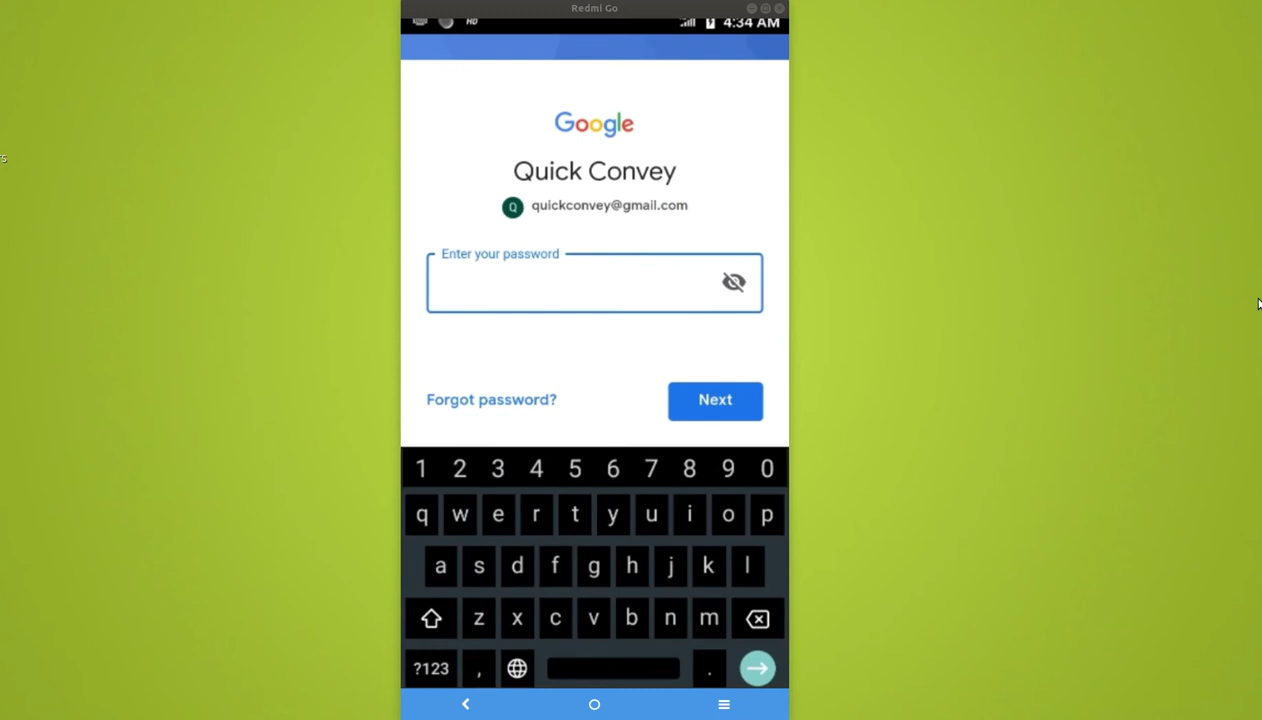 Redmi Go
HD
4:34 AM
Google
Quick Convey
Q quickconvey@gmail.com
Enter your password
Forgot password?
Next
1 2 3 4 5 6 7 8 9 0
q w e r t y u i o p
a s d f g h j k l
z x c v b n m
?123 , .